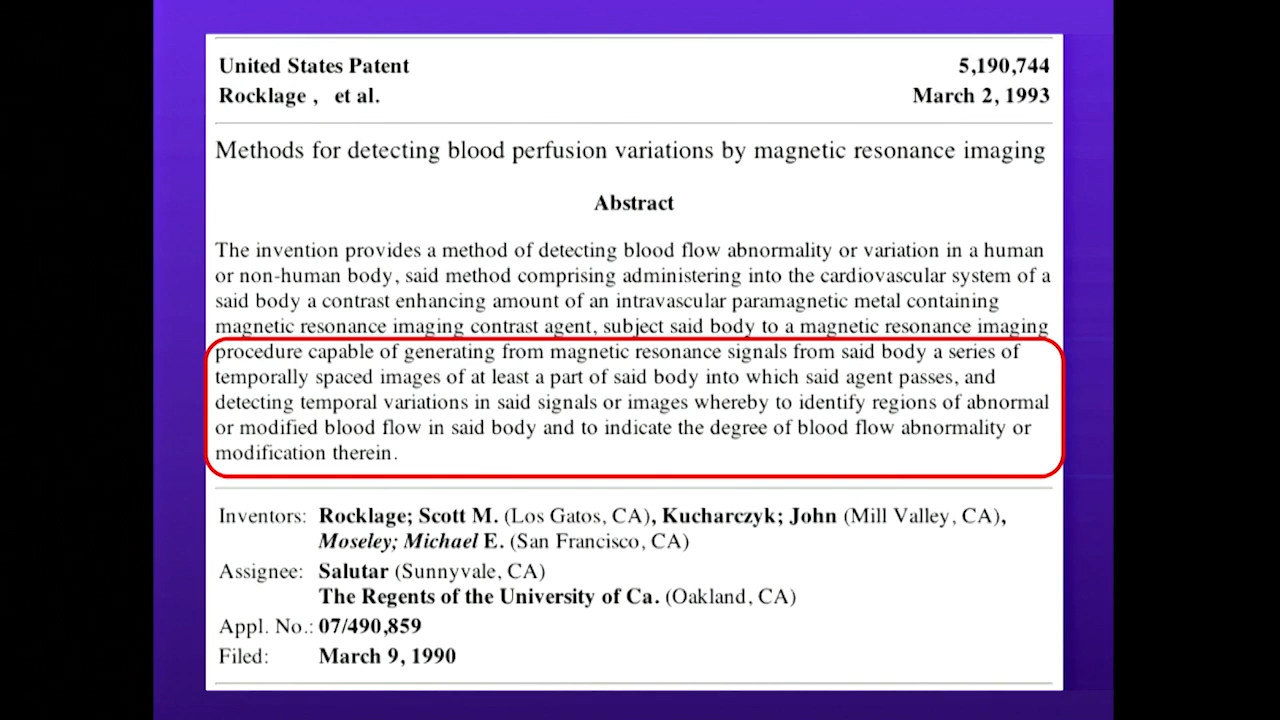 United States Patent 5,190,744
Rocklage , et al. March 2, 1993
Methods for detecting blood perfusion variations by magnetic resonance imaging
Abstract
The invention provides a method of detecting blood flow abnormality or variation in a human
or non-human body, said method comprising administering into the cardiovascular system of a
said body a contrast enhancing amount of an intravascular paramagnetic metal containing
magnetic resonance imaging contrast agent, subject said body to a magnetic resonance imaging
procedure capable of generating from magnetic resonance signals from said body a series of
temporally spaced images of at least a part of said body into which said agent passes, and
detecting temporal variations in said signals or images whereby to identify regions of abnormal
or modified blood flow in said body and to indicate the degree of blood flow abnormality or
modification therein.
Inventors: Rocklage; Scott M. (Los Gatos, CA), Kucharczyk; John (Mill Valley, CA),
Moseley; Michael E. (San Francisco, CA)
Assignee: Salutar (Sunnyvale, CA)
The Regents of the University of Ca. (Oakland, CA)
Appl. No.: 07/490,859
Filed: March 9, 1990